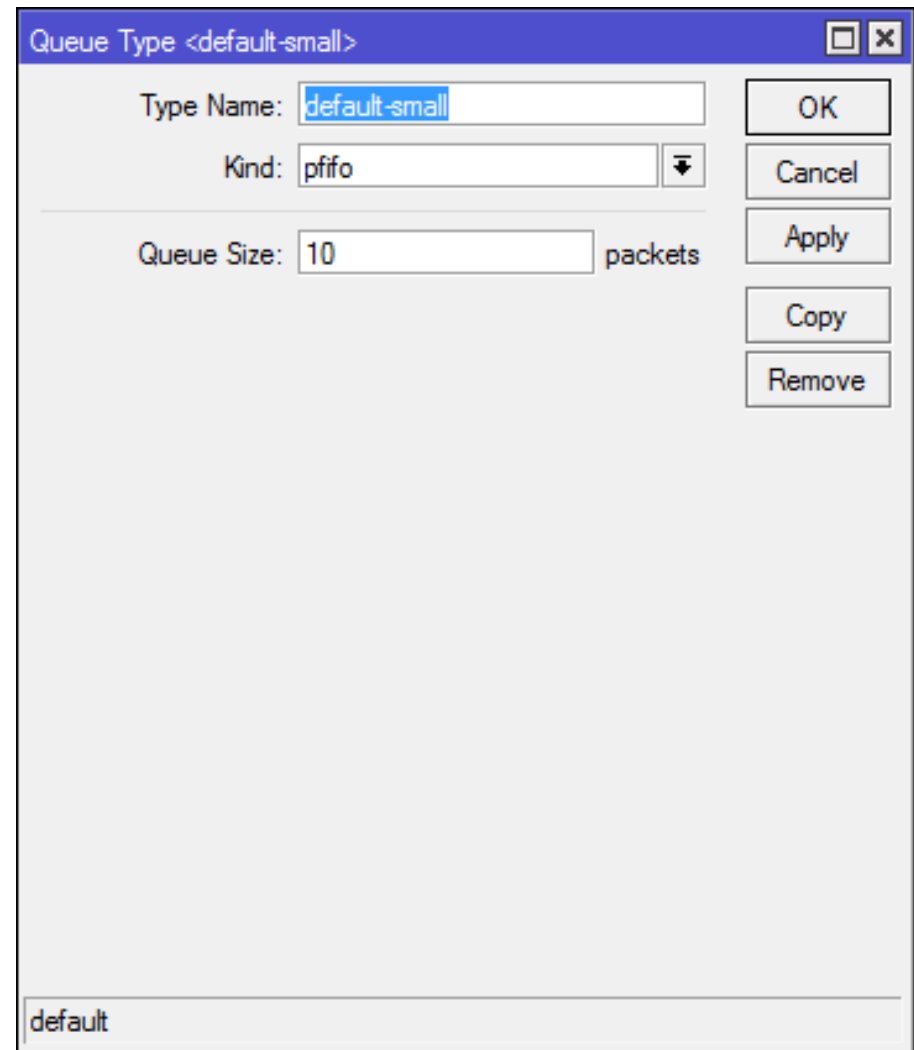 Queue Type <default-small>
Type Name: default-small
Kind: pfifo
Queue Size: 10 packets
OK
Cancel
Apply
Copy
Remove
default